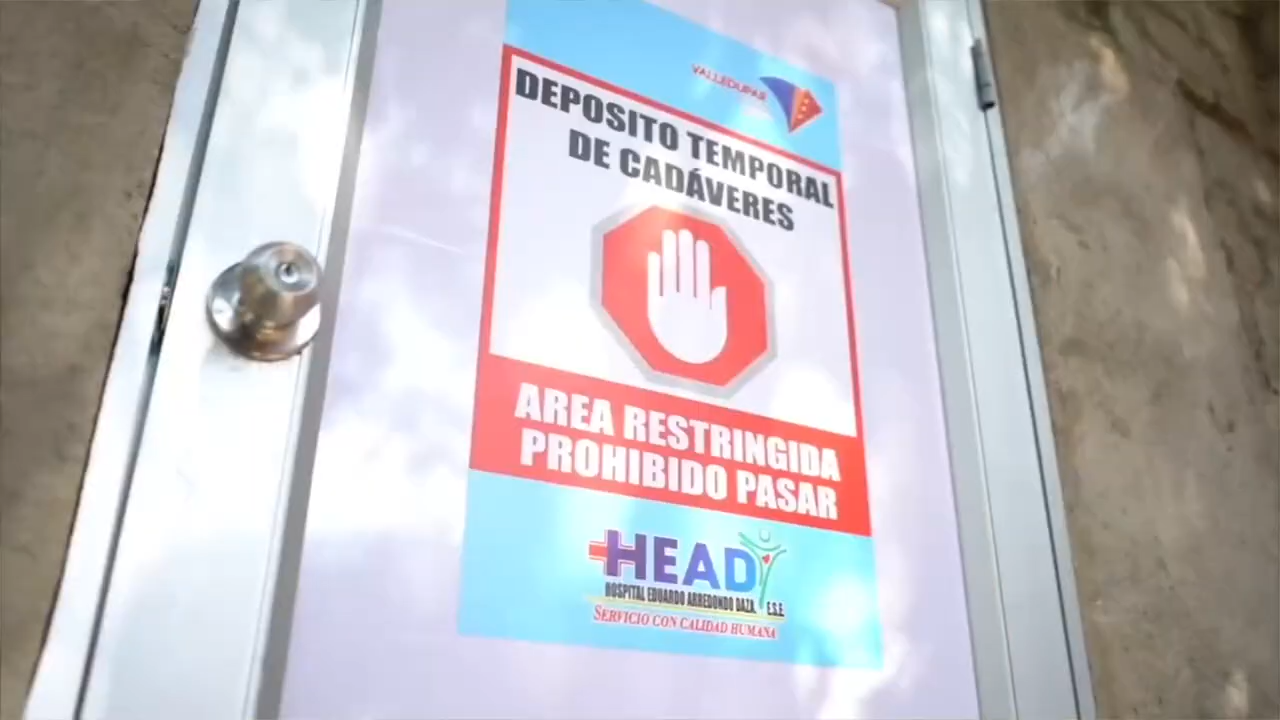 VALLEDUPAR
DEPOSITO TEMPORAL
DE CADÁVERES
AREA RESTRINGIDA
PROHIBIDO PASAR
HEAD
HOSPITAL EDUARDO ARREDONDO DAZA. E.S.E.
SERVICIO CON CALIDAD HUMANA